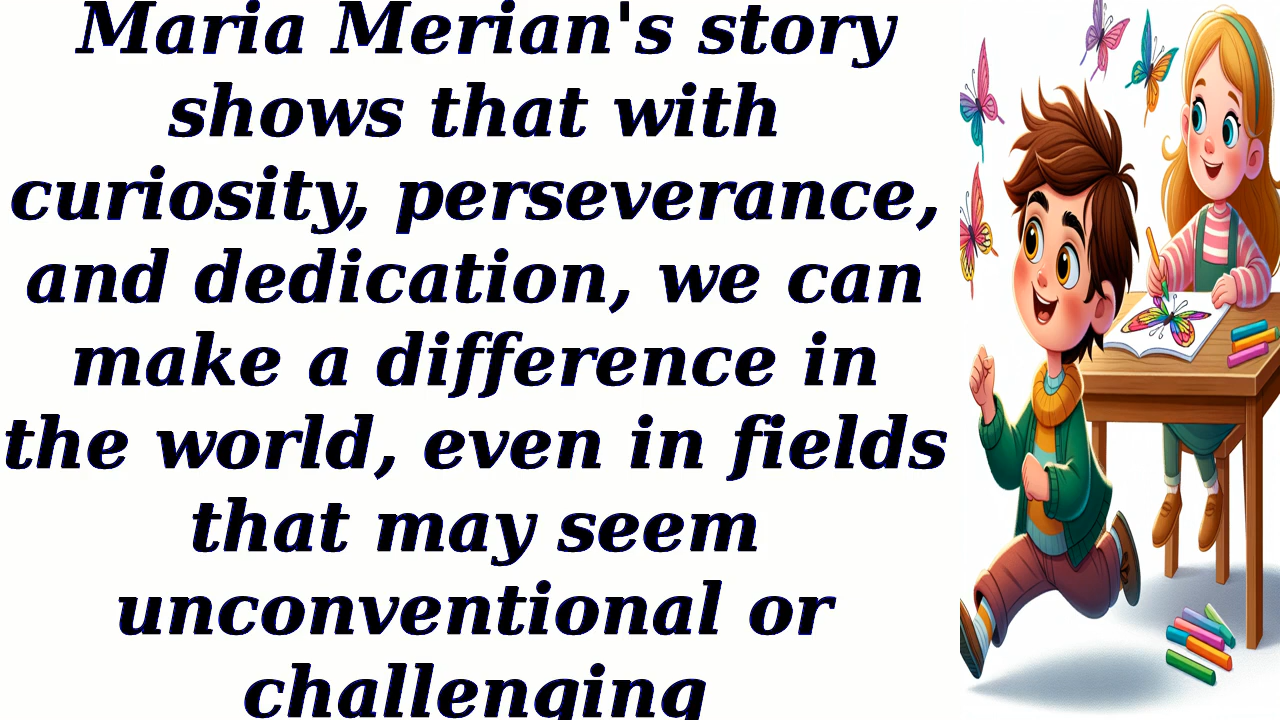 Maria Merian's story
shows that with
curiosity, perseverance,
and dedication, we can
make a difference in
the world, even in fields
that may seem
unconventional or
challenging